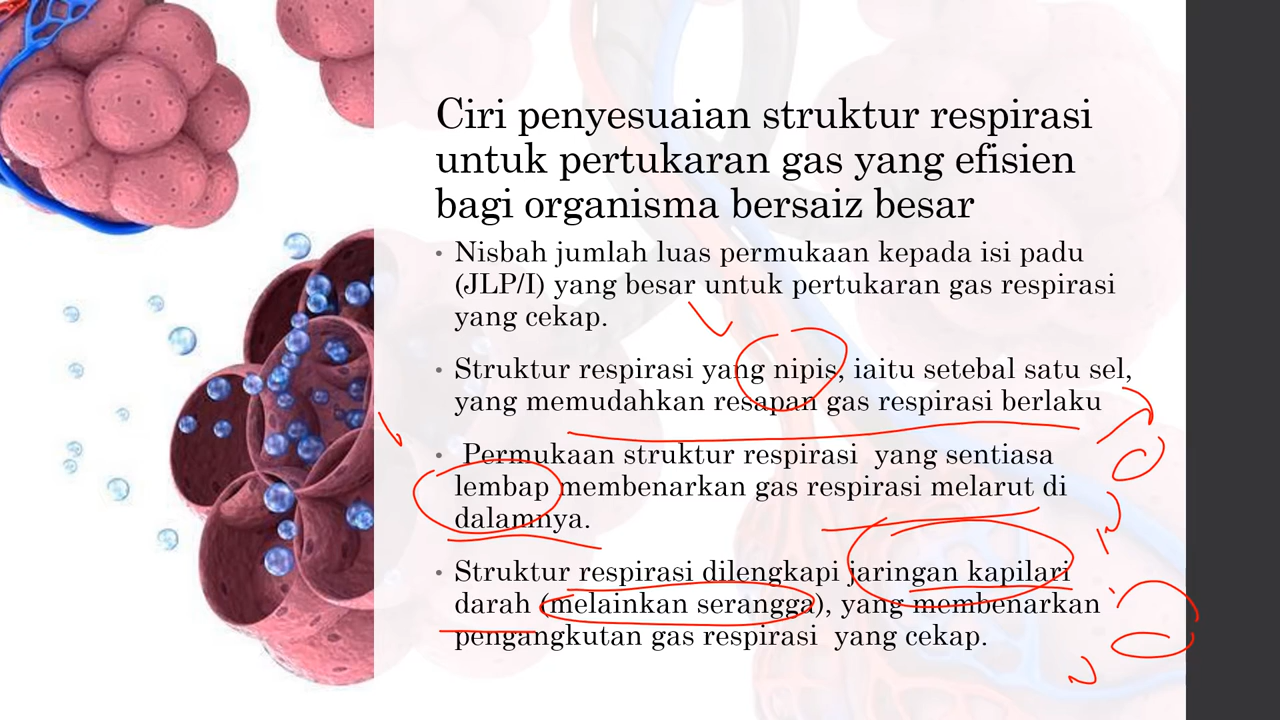 Ciri penyesuaian struktur respirasi
untuk pertukaran gas yang efisien
bagi organisma bersaiz besar
• Nisbah jumlah luas permukaan kepada isi padu
(JLP/I) yang besar untuk pertukaran gas respirasi
yang cekap.
• Struktur respirasi yang nipis, iaitu setebal satu sel,
yang memudahkan resapan gas respirasi berlaku
• Permukaan struktur respirasi yang sentiasa
lembap membenarkan gas respirasi melarut di
dalamnya.
• Struktur respirasi dilengkapi jaringan kapilari
darah (melainkan serangga), yang membenarkan
pengangkutan gas respirasi yang cekap.